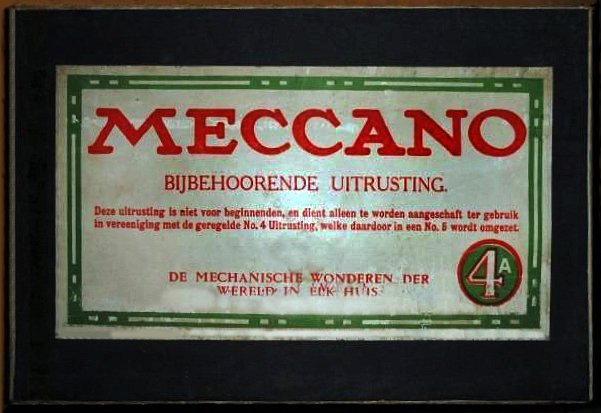 MECCANO
BIJBEHOORENDE UITRUSTING.
Deze uitrusting is niet voor beginnenden, en dient alleen te worden aangeschaft ter gebruik
in vereeniging met de geregelde No. 4 Uitrusting, welke daardoor in een No. 5 wordt omgezet.
4A
DE MECHANISCHE WONDEREN DER
WERELD IN ELK HUIS